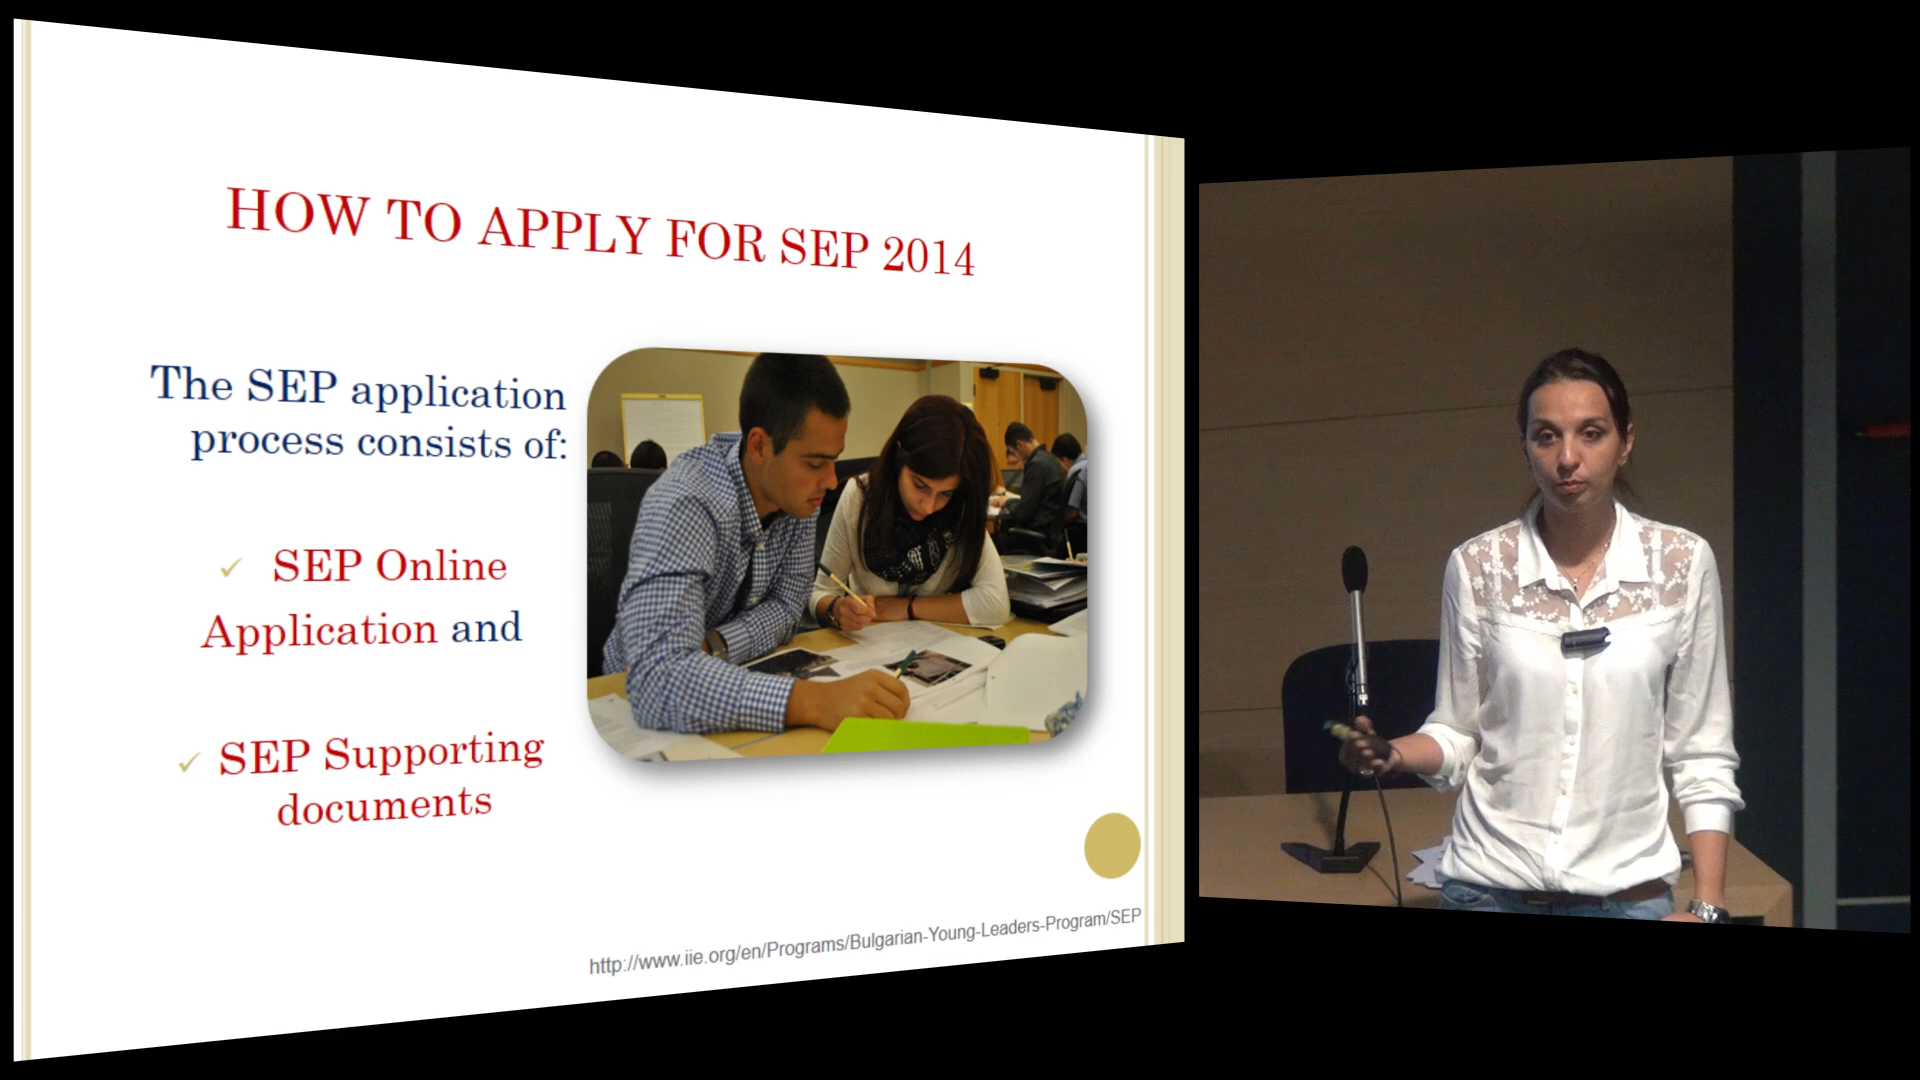 HOW TO APPLY FOR SEP 2014
The SEP application
process consists of:
SEP Online
Application and
SEP Supporting
documents
http://www.iie.org/en/Programs/Bulgarian-Young-Leaders-Program/SEP